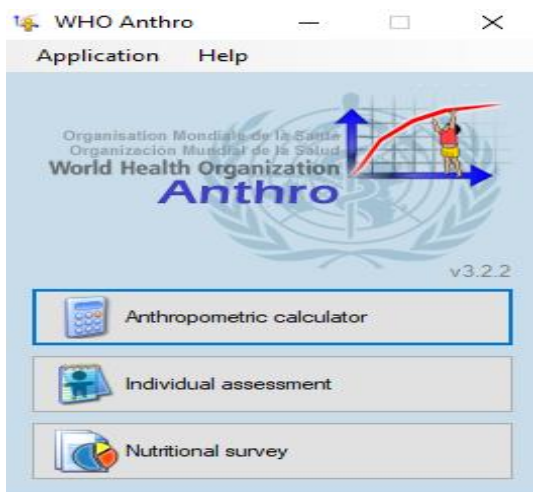 WHO Anthro
Application Help
Organisation Mondiale de la Santé
Organización Mundial de la Salud
World Health Organization
Anthro
v3.2.2
Anthropometric calculator
Individual assessment
Nutritional survey